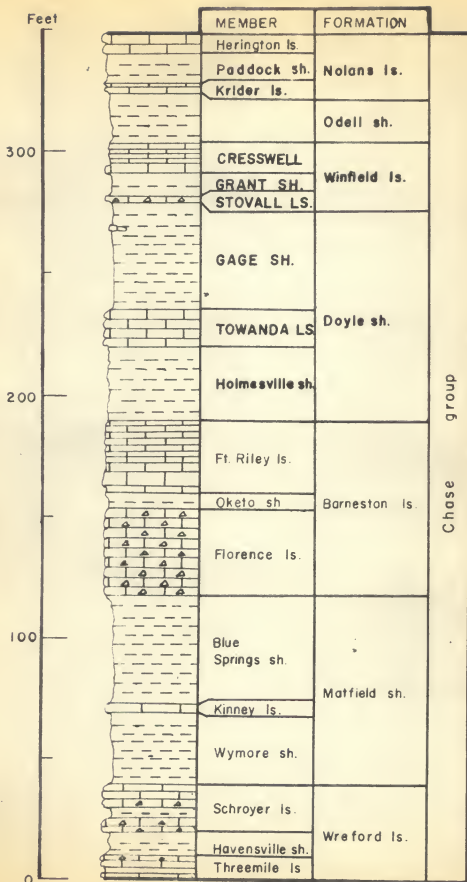 Feet
MEMBER FORMATION
Herington ls.
Paddock sh. Nolans ls.
Krider ls.
Odell sh.
300
CRESSWELL
Winfield ls.
GRANT SH.
STOVALL LS.
GAGE SH.
Doyle sh.
TOWANDA LS
Holmesville sh.
200
Chase group
Ft. Riley ls.
Oketo sh Barneston ls.
Florence ls.
100
Blue
Springs sh.
Matfield sh.
Kinney ls.
Wymore sh.
Schroyer ls.
Wreford ls.
Havensville sh.
Threemile ls
0